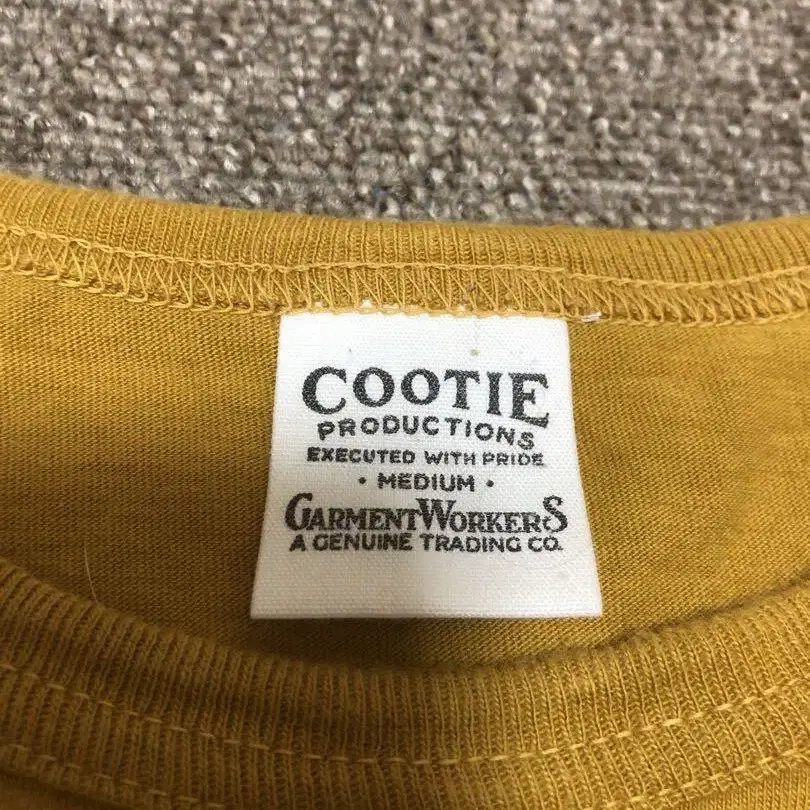 COOTIE
PRODUCTIONS
EXECUTED WITH PRIDE
• MEDIUM •
GARMENTWORKERS
A GENUINE TRADING CO.